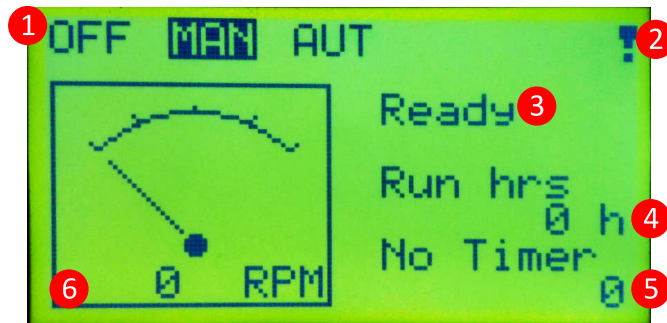 1 OFF MAN AUT ! 2
Ready 3
Run hrs
0 h 4
No Timer
0 5
6 0 RPM